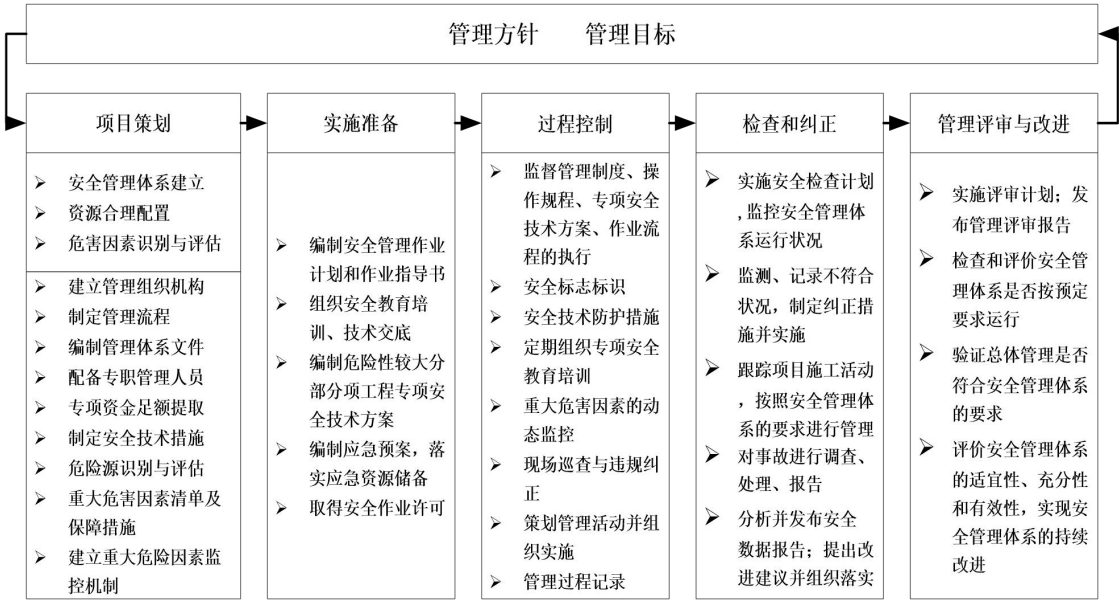 管理方针 管理目标
项目策划
安全管理体系建立
资源合理配置
危害因素识别与评估
建立管理组织机构
制定管理流程
编制管理体系文件
配备专职管理人员
专项资金足额提取
制定安全技术措施
危险源识别与评估
重大危害因素清单及
保障措施
建立重大危险因素监
控机制
实施准备
编制安全管理作业
计划和作业指导书
组织安全教育培
训、技术交底
编制危险性较大分
部分项工程专项安
全技术方案
编制应急预案，落
实应急资源储备
取得安全作业许可
过程控制
监督管理制度、操
作规程、专项安全
技术方案、作业流
程的执行
安全标志标识
安全技术防护措施
定期组织专项安全
教育培训
重大危害因素的动
态监控
现场巡查与违规纠
正
策划管理活动并组
织实施
管理过程记录
检查和纠正
实施安全检查计划
,监控安全管理体
系运行状况
监测、记录不符合
状况，制定纠正措
施并实施
跟踪项目施工活动
，按照安全管理体
系的要求进行管理
对事故进行调查、
处理、报告
分析并发布安全
数据报告；提出改
进建议并组织落实
管理评审与改进
实施评审计划；发
布管理评审报告
检查和评价安全管
理体系是否按预定
要求运行
验证总体管理是否
符合安全管理体系
的要求
评价安全管理体系
的适宜性、充分性
和有效性，实现安
全管理体系的持续
改进